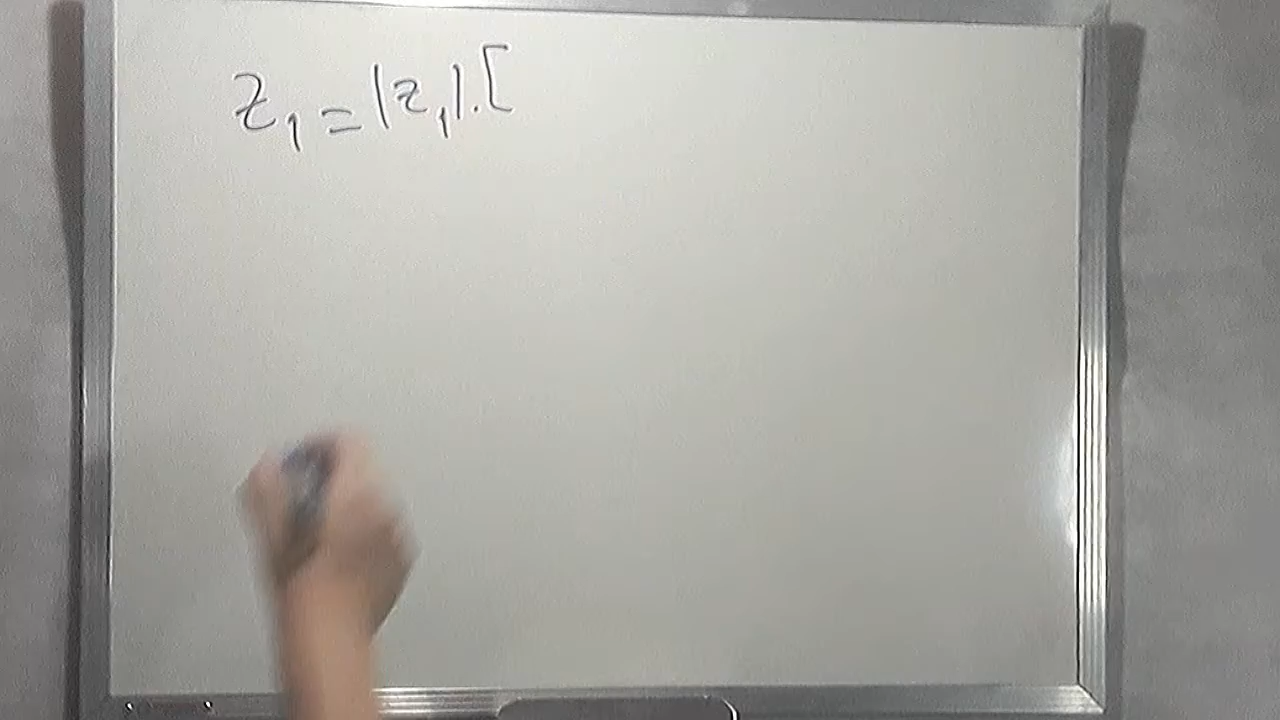 z₁ = |z₁|.[